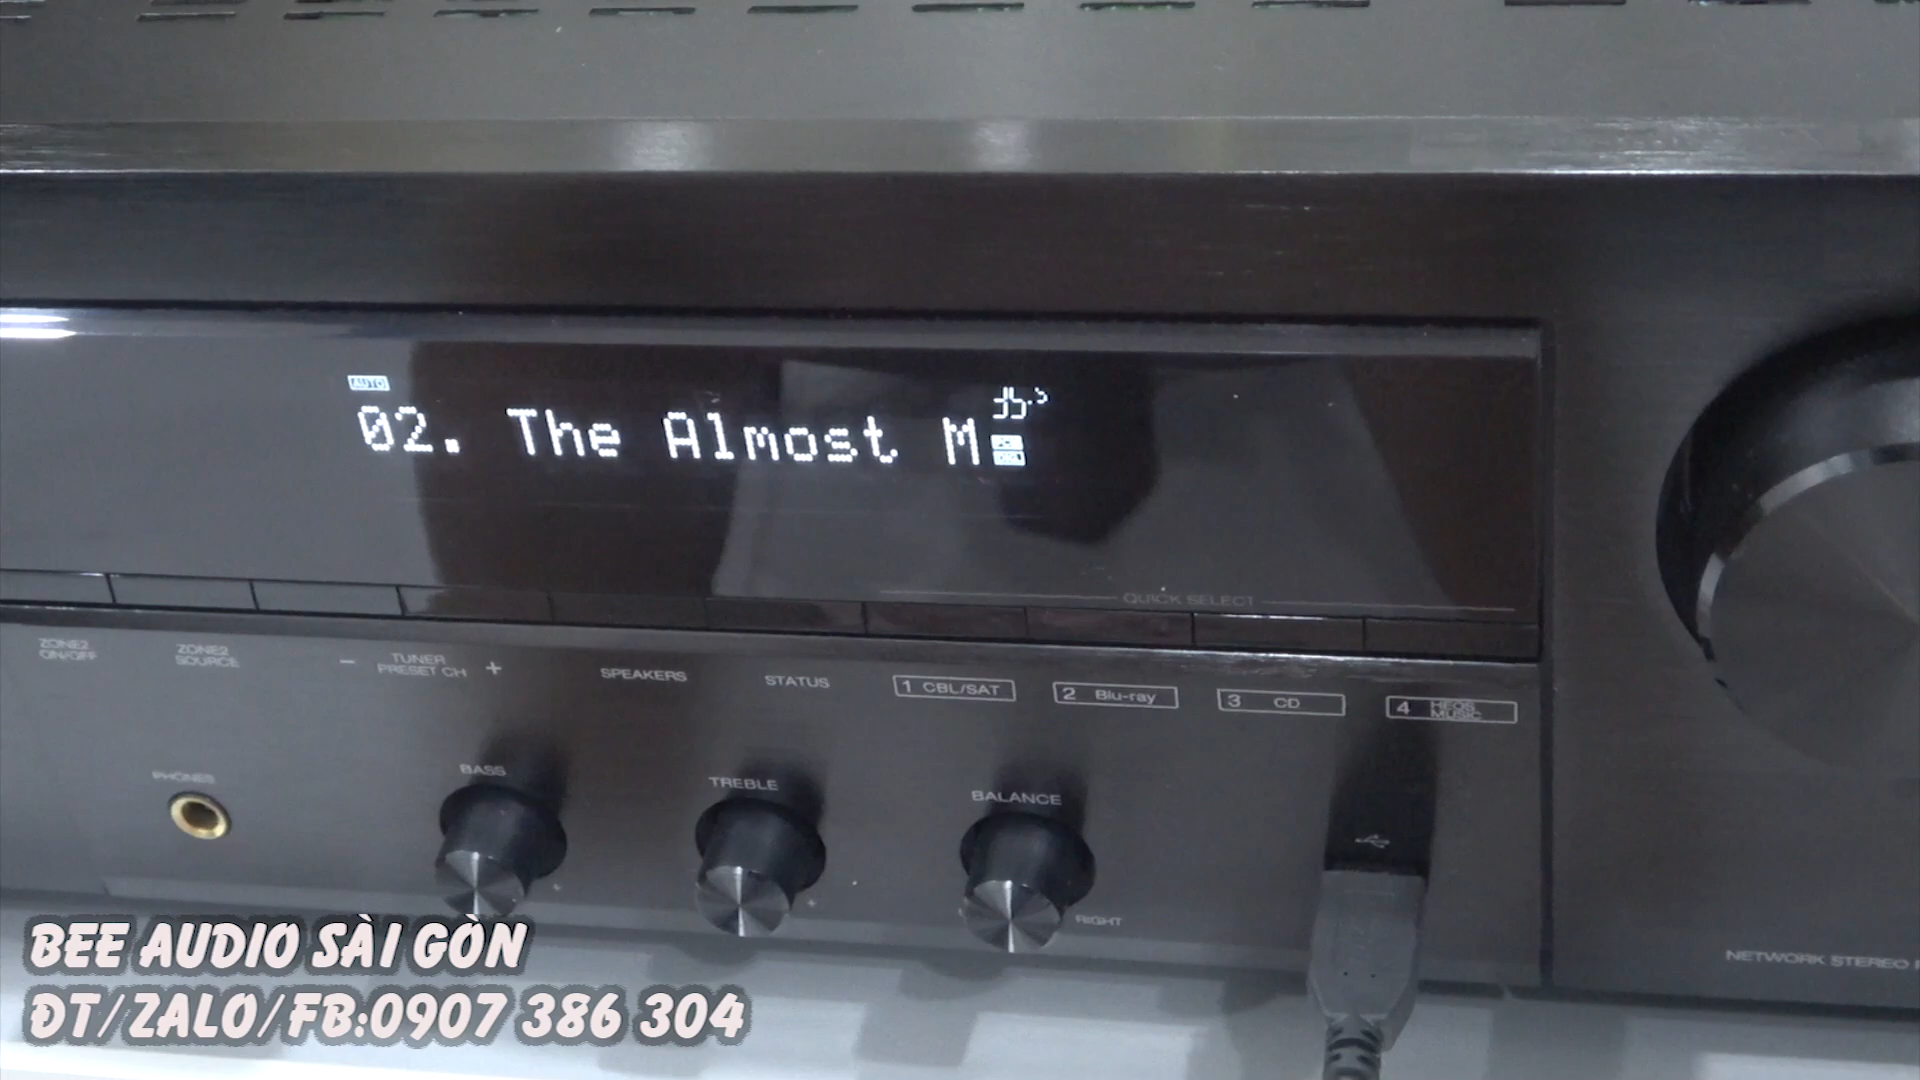 AUTO
02. The Almost M
QUICK SELECT
ZONE2
ON/OFF
ZONE2
SOURCE
− TUNER +
PRESET CH
SPEAKERS
STATUS
1 CBL/SAT
2 Blu-ray
3 CD
4 HEOS
MUSIC
PHONES
BASS
TREBLE
BALANCE
RIGHT
NETWORK STEREO
BEE AUDIO SÀI GÒN
ĐT/ZALO/FB:0907 386 304